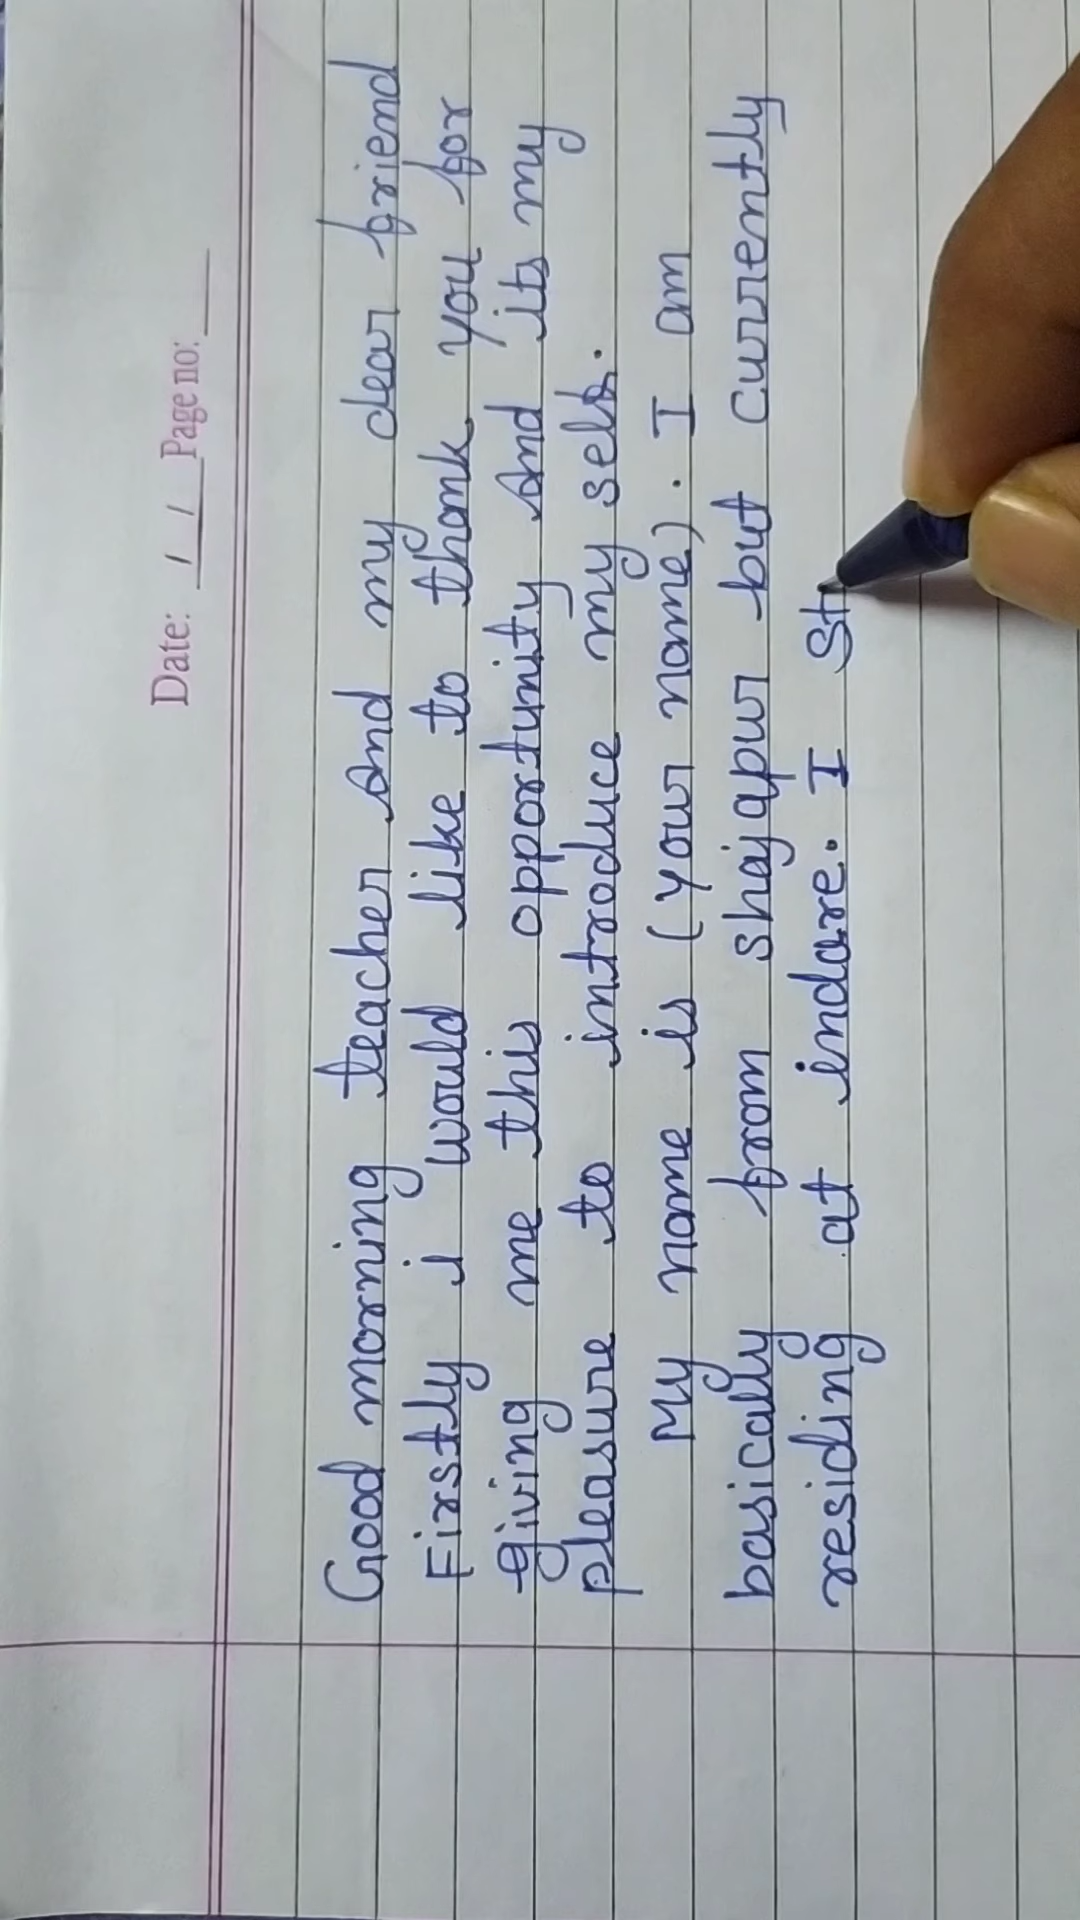 Date: / / Page no:
Good morning teacher and my dear friend
Firstly i would like to thank you for
giving me this opportunity and its my
pleasure to introduce my self.
My name is (your name). I am
basically from shajapur but currently
residing at indore. I St